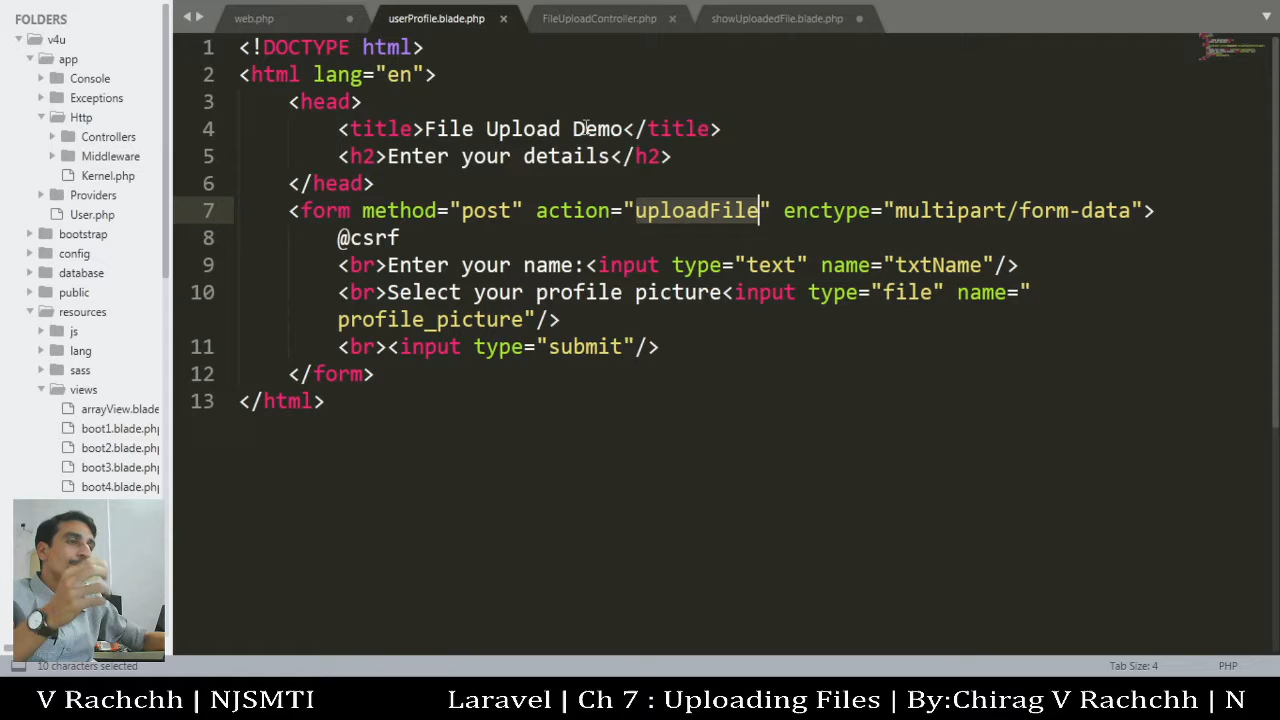 FOLDERS
v4u
app
Console
Exceptions
Http
Controllers
Middleware
Kernel.php
Providers
User.php
bootstrap
config
database
public
resources
js
lang
sass
views
arrayView.blade
boot1.blade.php
boot2.blade.php
boot3.blade.php
boot4.blade.php
web.php
userProfile.blade.php
FileUploadController.php
showUploadedFile.blade.php
1 <!DOCTYPE html>
2 <html lang="en">
3 <head>
4 <title>File Upload Demo</title>
5 <h2>Enter your details</h2>
6 </head>
7 <form method="post" action="uploadFile" enctype="multipart/form-data">
8 @csrf
9 <br>Enter your name:<input type="text" name="txtName"/>
10 <br>Select your profile picture<input type="file" name="
profile_picture"/>
11 <br><input type="submit"/>
12 </form>
13 </html>
10 characters selected
Tab Size: 4
PHP
V Rachchh | NJSMTI
Laravel | Ch 7 : Uploading Files | By:Chirag V Rachchh | N